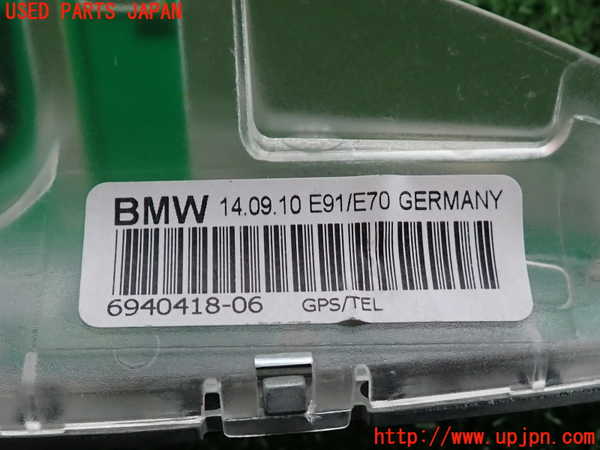 USED PARTS JAPAN
BMW 14.09.10 E91/E70 GERMANY
6940418-06 GPS/TEL
http://www.upjpn.com/